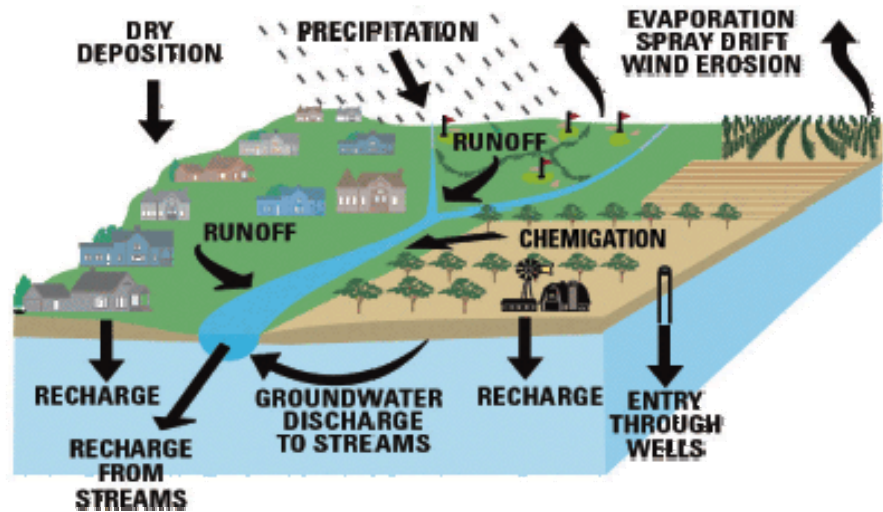 DRY
DEPOSITION
PRECIPITATION
EVAPORATION
SPRAY DRIFT
WIND EROSION
RUNOFF
RUNOFF
CHEMIGATION
RECHARGE
RECHARGE
FROM
STREAMS
GROUNDWATER
DISCHARGE
TO STREAMS
RECHARGE
ENTRY
THROUGH
WELLS